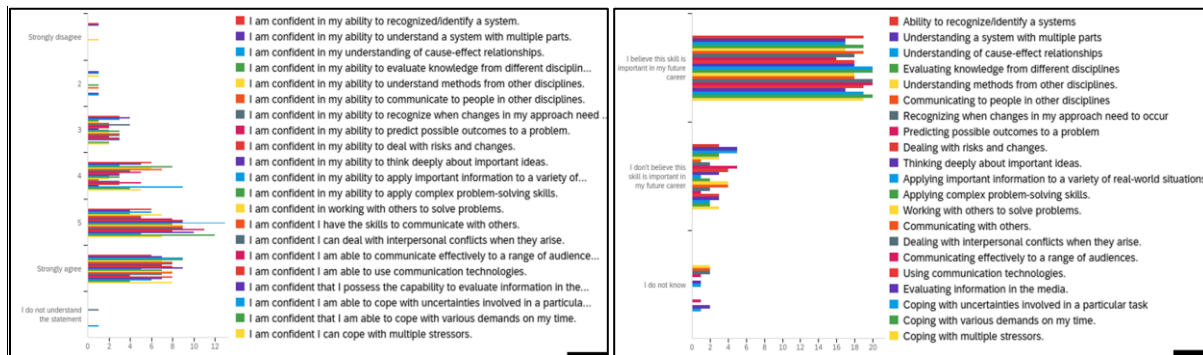 Strongly disagree
2
3
4
5
Strongly agree
I do not understand
the statement
0 2 4 6 8 10 12
I am confident in my ability to recognized/identify a system.
I am confident in my ability to understand a system with multiple parts.
I am confident in my understanding of cause-effect relationships.
I am confident in my ability to evaluate knowledge from different disciplin...
I am confident in my ability to understand methods from other disciplines.
I am confident in my ability to communicate to people in other disciplines.
I am confident in my ability to recognize when changes in my approach need ...
I am confident in my ability to predict possible outcomes to a problem.
I am confident in my ability to deal with risks and changes.
I am confident in my ability to think deeply about important ideas.
I am confident in my ability to apply important information to a variety of...
I am confident in my ability to apply complex problem-solving skills.
I am confident in working with others to solve problems.
I am confident I have the skills to communicate with others.
I am confident I can deal with interpersonal conflicts when they arise.
I am confident I am able to communicate effectively to a range of audience...
I am confident I am able to use communication technologies.
I am confident that I possess the capability to evaluate information in the...
I am confident I am able to cope with uncertainties involved in a particula...
I am confident that I am able to cope with various demands on my time.
I am confident I can cope with multiple stressors.
I believe this skill is
important in my future
career
I don't believe this
skill is important in
my future career
I do not know
0 2 4 6 8 10 12 14 16 18 20
Ability to recognize/identify a systems
Understanding a system with multiple parts
Understanding of cause-effect relationships
Evaluating knowledge from different disciplines
Understanding methods from other disciplines.
Communicating to people in other disciplines
Recognizing when changes in my approach need to occur
Predicting possible outcomes to a problem
Dealing with risks and changes.
Thinking deeply about important ideas.
Applying important information to a variety of real-world situations
Applying complex problem-solving skills.
Working with others to solve problems.
Communicating with others.
Dealing with interpersonal conflicts when they arise.
Communicating effectively to a range of audiences.
Using communication technologies.
Evaluating information in the media.
Coping with uncertainties involved in a particular task
Coping with various demands on my time.
Coping with multiple stressors.